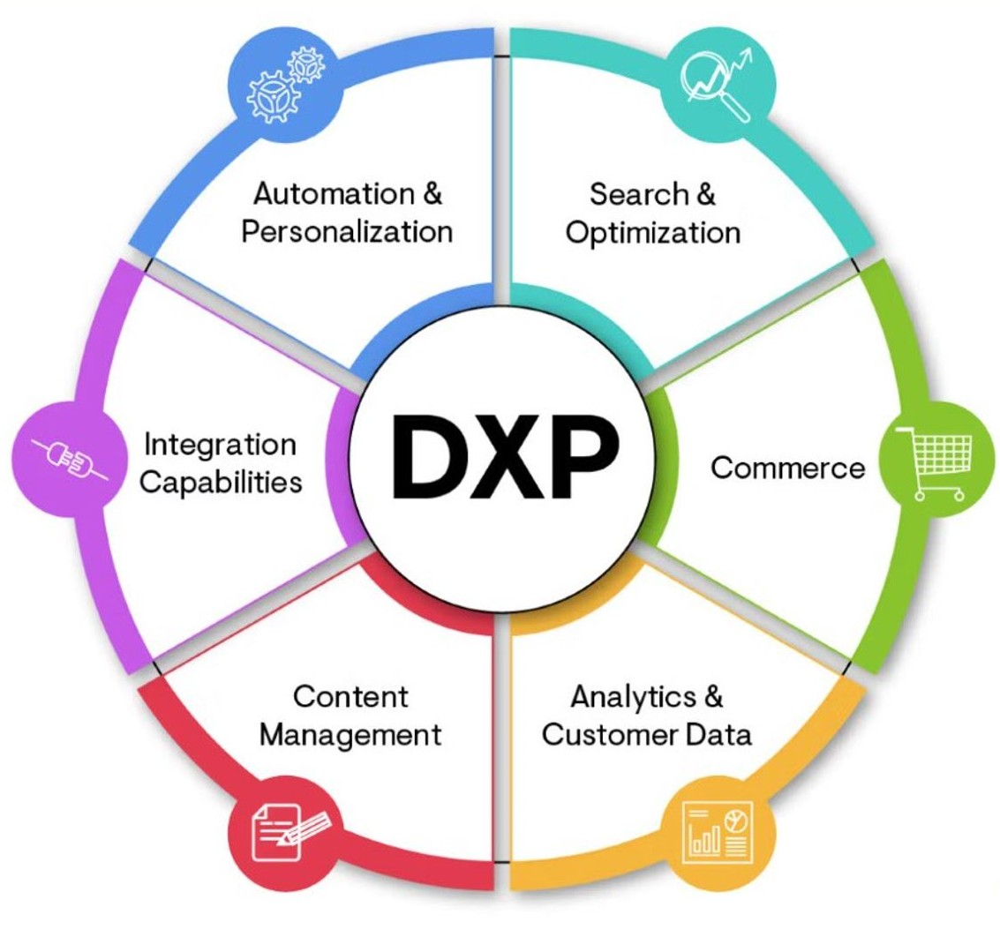 Automation &
Personalization
Search &
Optimization
Integration
Capabilities
DXP
Commerce
Content
Management
Analytics &
Customer Data